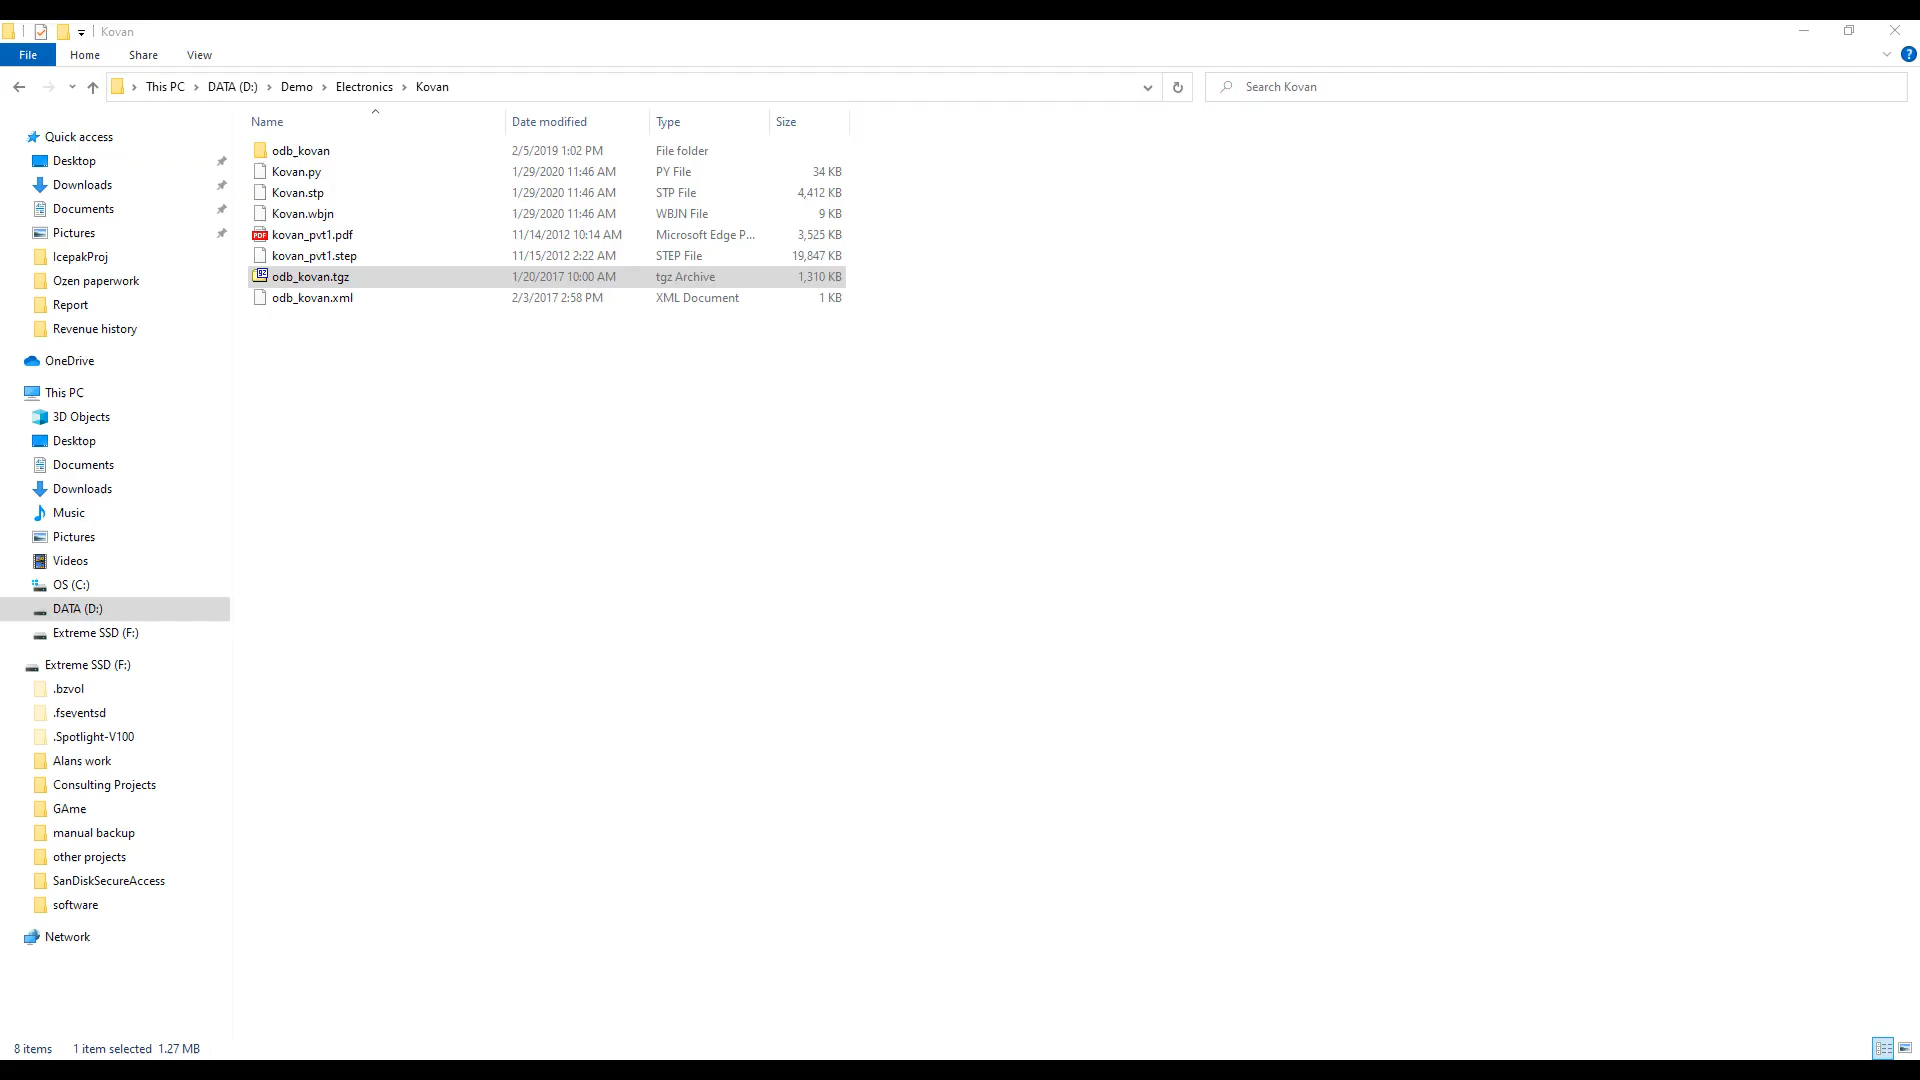 Kovan
File Home Share View
This PC DATA (D:) Demo Electronics Kovan
Search Kovan
Name Date modified Type Size
odb_kovan 2/5/2019 1:02 PM File folder
Kovan.py 1/29/2020 11:46 AM PY File 34 KB
Kovan.stp 1/29/2020 11:46 AM STP File 4,412 KB
Kovan.wbjn 1/29/2020 11:46 AM WBJN File 9 KB
PDF kovan_pvt1.pdf 11/14/2012 10:14 AM Microsoft Edge P... 3,525 KB
kovan_pvt1.step 11/15/2012 2:22 AM STEP File 19,847 KB
odb_kovan.tgz 1/20/2017 10:00 AM tgz Archive 1,310 KB
odb_kovan.xml 2/3/2017 2:58 PM XML Document 1 KB
Quick access
Desktop
Downloads
Documents
Pictures
IcepakProj
Ozen paperwork
Report
Revenue history
OneDrive
This PC
3D Objects
Desktop
Documents
Downloads
Music
Pictures
Videos
OS (C:)
DATA (D:)
Extreme SSD (F:)
Extreme SSD (F:)
.bzvol
.fseventsd
.Spotlight-V100
Alans work
Consulting Projects
GAme
manual backup
other projects
SanDiskSecureAccess
software
Network
8 items 1 item selected 1.27 MB